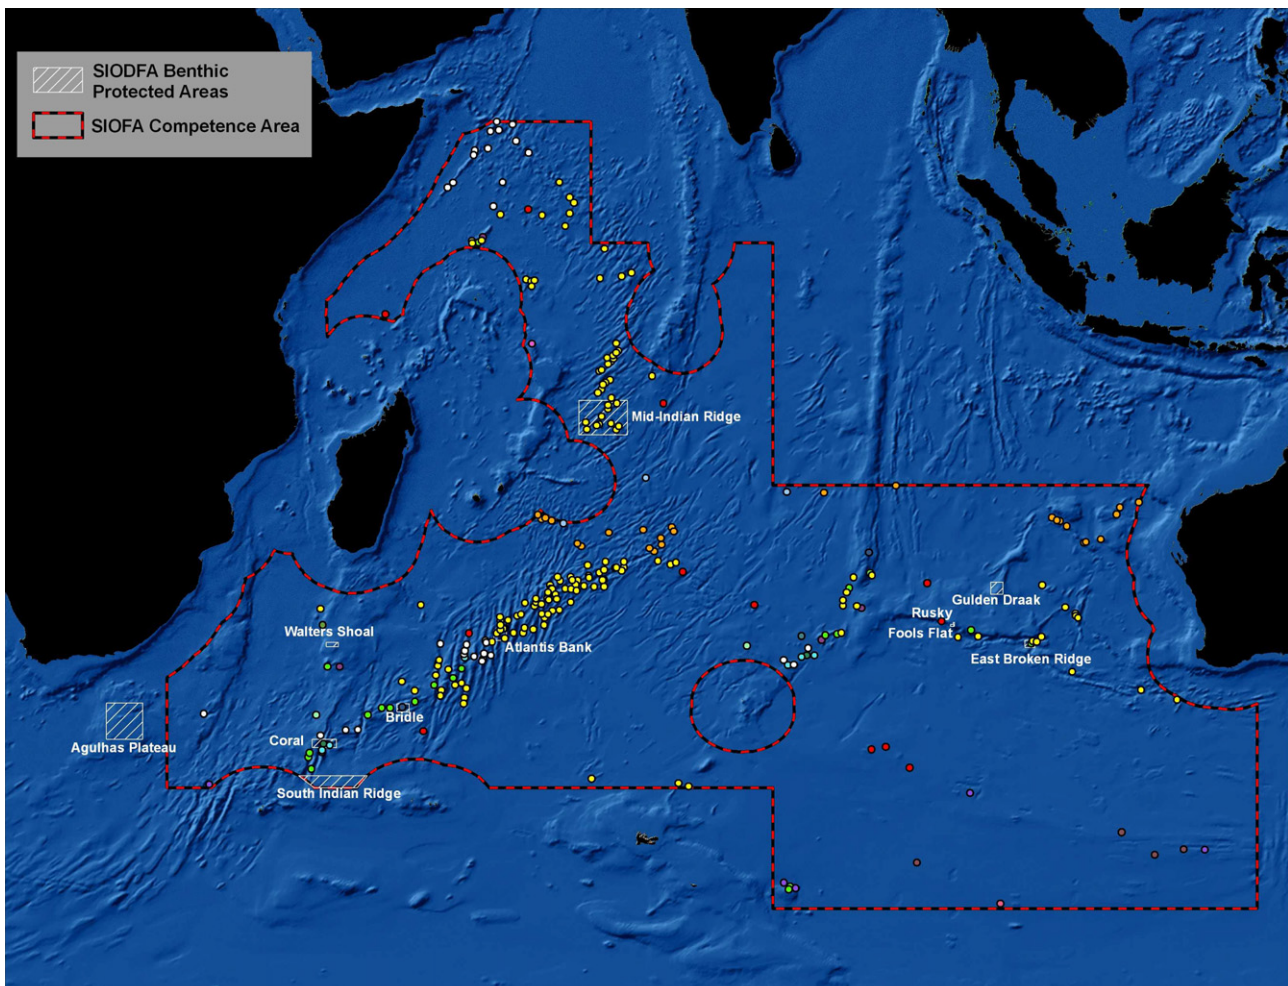 SIODFA Benthic
Protected Areas
SIOFA Competence Area
Mid-Indian Ridge
Gulden Draak
Rusky
Fools Flat
Walters Shoal
Atlantis Bank
East Broken Ridge
Bridle
Coral
Agulhas Plateau
South Indian Ridge